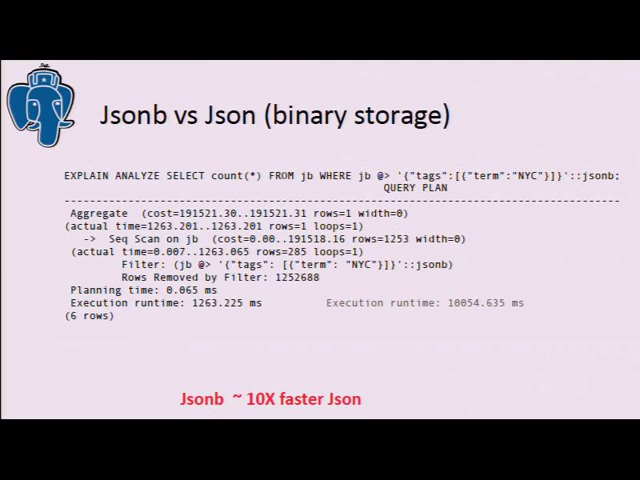 Jsonb vs Json (binary storage)
EXPLAIN ANALYZE SELECT count(*) FROM jb WHERE jb @> '{"tags":[{"term":"NYC"}]}'::jsonb;
QUERY PLAN
---------------------------------------------------------------------------------------
Aggregate  (cost=191521.30..191521.31 rows=1 width=0)
(actual time=1263.201..1263.201 rows=1 loops=1)
->  Seq Scan on jb  (cost=0.00..191518.16 rows=1253 width=0)
(actual time=0.007..1263.065 rows=285 loops=1)
Filter: (jb @> '{"tags": [{"term": "NYC"}]}'::jsonb)
Rows Removed by Filter: 1252688
Planning time: 0.065 ms
Execution runtime: 1263.225 ms Execution runtime: 10054.635 ms
(6 rows)
Jsonb ~ 10X faster Json